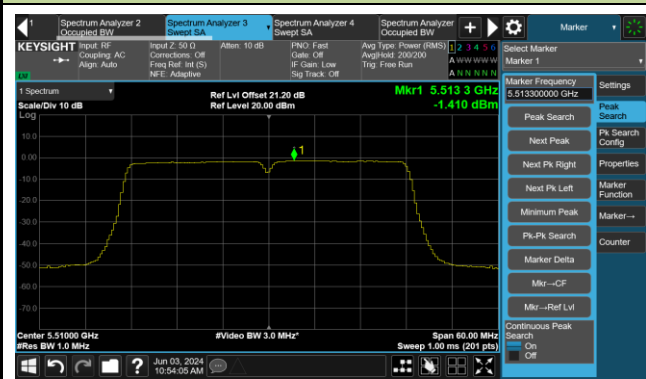 1
Spectrum Analyzer 2
Occupied BW
Spectrum Analyzer 3
Swept SA
Spectrum Analyzer 4
Swept SA
Spectrum Analyzer
Occupied BW
Marker
KEYSIGHT
Input: RF
Coupling: AC
Align: Auto
Input Z: 50 Ω
Corrections: Off
Freq Ref: Int (S)
NFE: Adaptive
Atten: 10 dB
PNO: Fast
Gate: Off
IF Gain: Low
Sig Track: Off
Avg Type: Power (RMS)
Avg|Hold: 200/200
Trig: Free Run
1 2 3 4 5 6
A W W W W W
A N N N N N
LXI
Select Marker
Marker 1
1 Spectrum
Scale/Div 10 dB
Log
Ref Lvl Offset 21.20 dB
Ref Level 20.00 dBm
Mkr1 5.513 3 GHz
-1.410 dBm
10.0
0.00
-10.0
-20.0
-30.0
-40.0
-50.0
-60.0
-70.0
1
Center 5.51000 GHz
#Res BW 1.0 MHz
#Video BW 3.0 MHz*
Span 60.00 MHz
Sweep 1.00 ms (201 pts)
Marker Frequency
5.513300000 GHz
Peak Search
Next Peak
Next Pk Right
Next Pk Left
Minimum Peak
Pk-Pk Search
Marker Delta
Mkr→CF
Mkr→Ref Lvl
Continuous Peak
Search
On
Off
Settings
Peak
Search
Pk Search
Config
Properties
Marker
Function
Marker→
Counter
?
Jun 03, 2024
10:54:05 AM